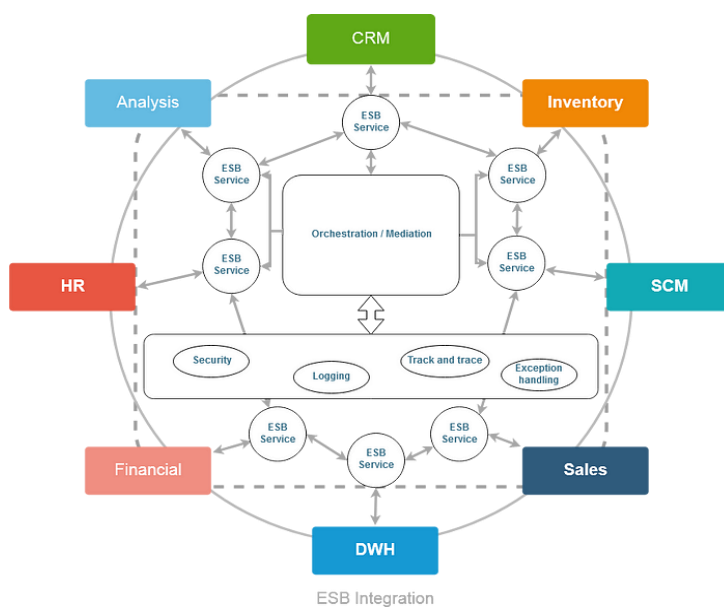 CRM
Analysis
Inventory
ESB
Service
ESB
Service
ESB
Service
Orchestration / Mediation
ESB
Service
ESB
Service
HR
SCM
Security
Logging
Track and trace
Exception
handling
ESB
Service
ESB
Service
ESB
Service
Financial
Sales
DWH
ESB Integration